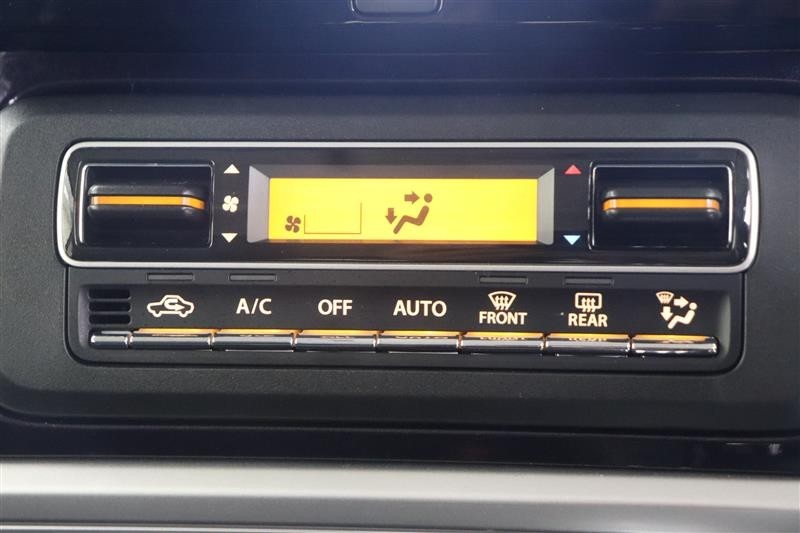 A/C OFF AUTO FRONT REAR